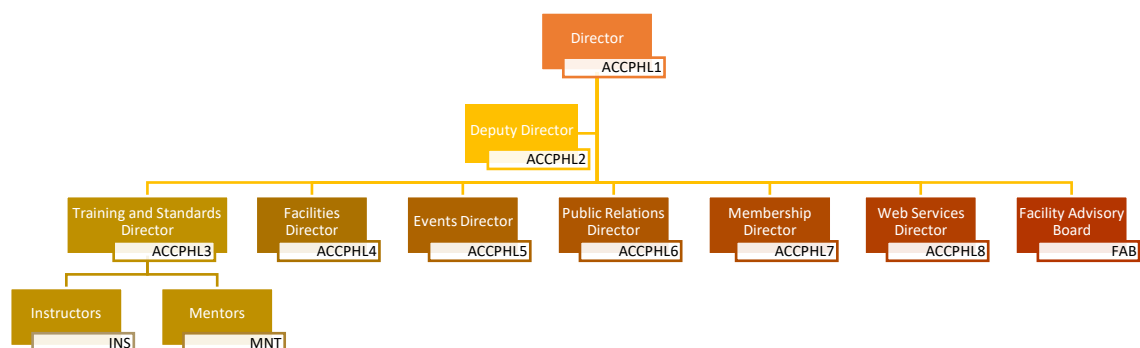 Director
ACCPHL1
Deputy Director
ACCPHL2
Training and Standards
Director
ACCPHL3
Facilities
Director
ACCPHL4
Events Director
ACCPHL5
Public Relations
Director
ACCPHL6
Membership
Director
ACCPHL7
Web Services
Director
ACCPHL8
Facility Advisory
Board
FAB
Instructors
INS
Mentors
MNT